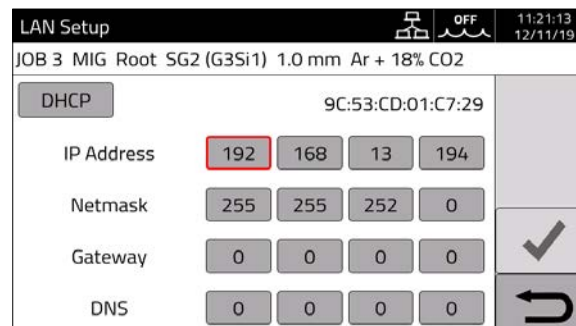 LAN Setup OFF 11:21:13
12/11/19
JOB 3 MIG Root SG2 (G3Si1) 1.0 mm Ar + 18% CO2
DHCP 9C:53:CD:01:C7:29
IP Address 192 168 13 194
Netmask 255 255 252 0
Gateway 0 0 0 0
DNS 0 0 0 0